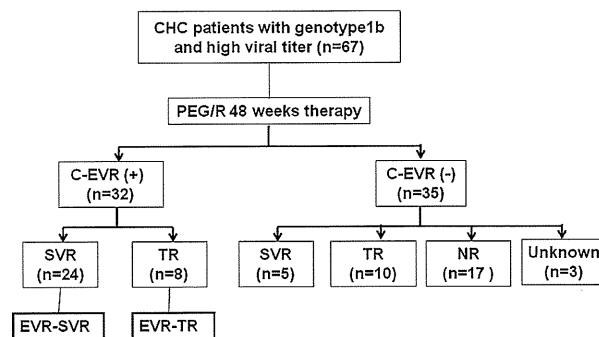 CHC patients with genotype1b
and high viral titer (n=67)
PEG/R 48 weeks therapy
C-EVR (+)
(n=32)
C-EVR (-)
(n=35)
SVR
(n=24)
TR
(n=8)
SVR
(n=5)
TR
(n=10)
NR
(n=17 )
Unknown
(n=3)
EVR-SVR
EVR-TR